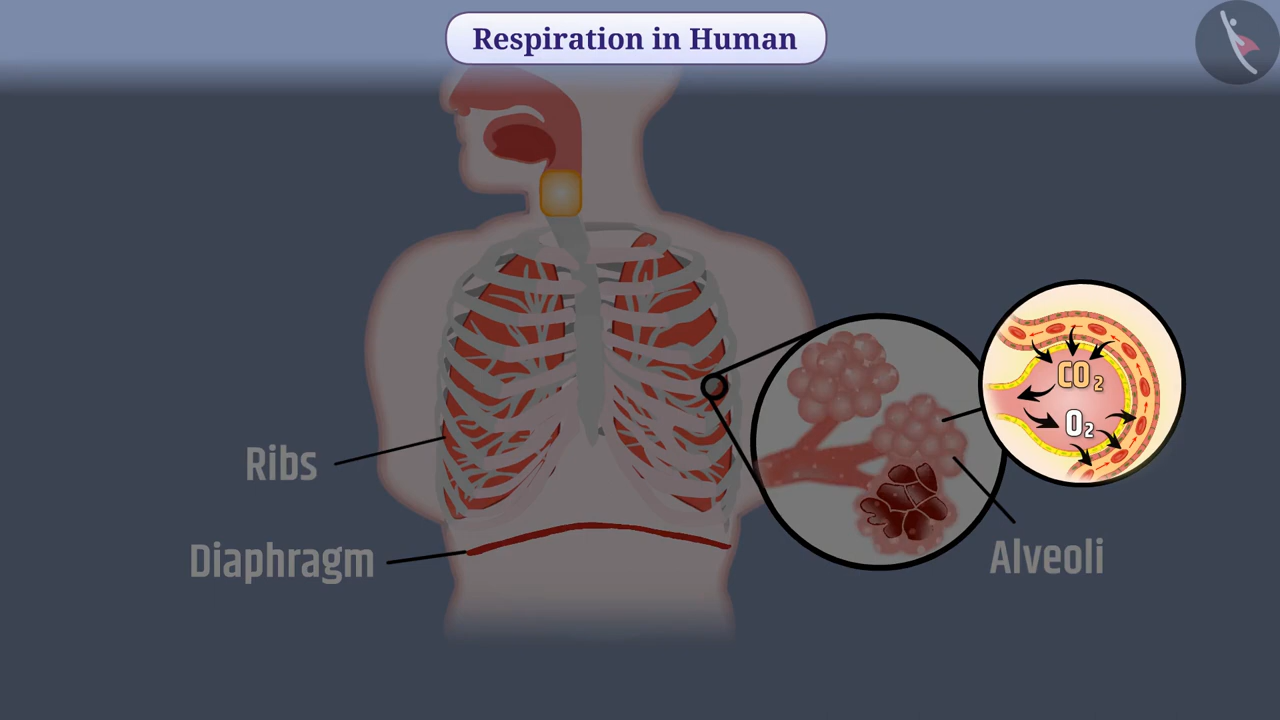 Respiration in Human
CO₂
O₂
Ribs
Diaphragm
Alveoli